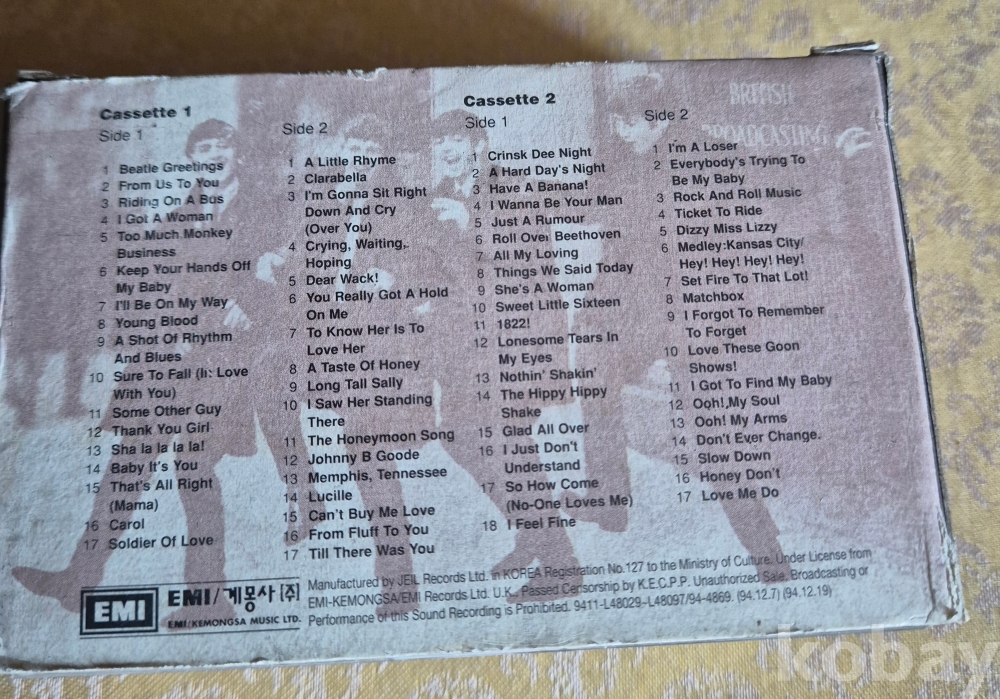 Cassette 1
Side 1
1 Beatle Greetings
2 From Us To You
3 Riding On A Bus
4 I Got A Woman
5 Too Much Monkey
Business
6 Keep Your Hands Off
My Baby
7 I'll Be On My Way
8 Young Blood
9 A Shot Of Rhythm
And Blues
10 Sure To Fall (In Love
With You)
11 Some Other Guy
12 Thank You Girl
13 Sha la la la la!
14 Baby It's You
15 That's All Right
(Mama)
16 Carol
17 Soldier Of Love
Side 2
1 A Little Rhyme
2 Clarabella
3 I'm Gonna Sit Right
Down And Cry
(Over You)
4 Crying, Waiting,
Hoping
5 Dear Wack!
6 You Really Got A Hold
On Me
7 To Know Her Is To
Love Her
8 A Taste Of Honey
9 Long Tall Sally
10 I Saw Her Standing
There
11 The Honeymoon Song
12 Johnny B Goode
13 Memphis, Tennessee
14 Lucille
15 Can't Buy Me Love
16 From Fluff To You
17 Till There Was You
Cassette 2
Side 1
1 Crinsk Dee Night
2 A Hard Day's Night
3 Have A Banana!
4 I Wanna Be Your Man
5 Just A Rumour
6 Roll Over Beethoven
7 All My Loving
8 Things We Said Today
9 She's A Woman
10 Sweet Little Sixteen
11 1822!
12 Lonesome Tears In
My Eyes
13 Nothin' Shakin'
14 The Hippy Hippy
Shake
15 Glad All Over
16 I Just Don't
Understand
17 So How Come
(No-One Loves Me)
18 I Feel Fine
Side 2
1 I'm A Loser
2 Everybody's Trying To
Be My Baby
3 Rock And Roll Music
4 Ticket To Ride
5 Dizzy Miss Lizzy
6 Medley:Kansas City/
Hey! Hey! Hey! Hey!
7 Set Fire To That Lot!
8 Matchbox
9 I Forgot To Remember
To Forget
10 Love These Goon
Shows!
11 I Got To Find My Baby
12 Ooh! My Soul
13 Ooh! My Arms
14 Don't Ever Change
15 Slow Down
16 Honey Don't
17 Love Me Do
BRITISH
BROADCASTING
EMI
EMI/계몽사 [주]
EMI/KEMONGSA MUSIC LTD.
Manufactured by JEIL Records Ltd. in KOREA Registration No.127 to the Ministry of Culture. Under License from
EMI-KEMONGSA/EMI Records Ltd. U.K., Passed Censorship by K.E.C.P.P. Unauthorized Sale, Broadcasting or
Performance of this Sound Recording is Prohibited. 9411-L48029~L48097/94-4869. (94.12.7) (94.12.19)
kobay